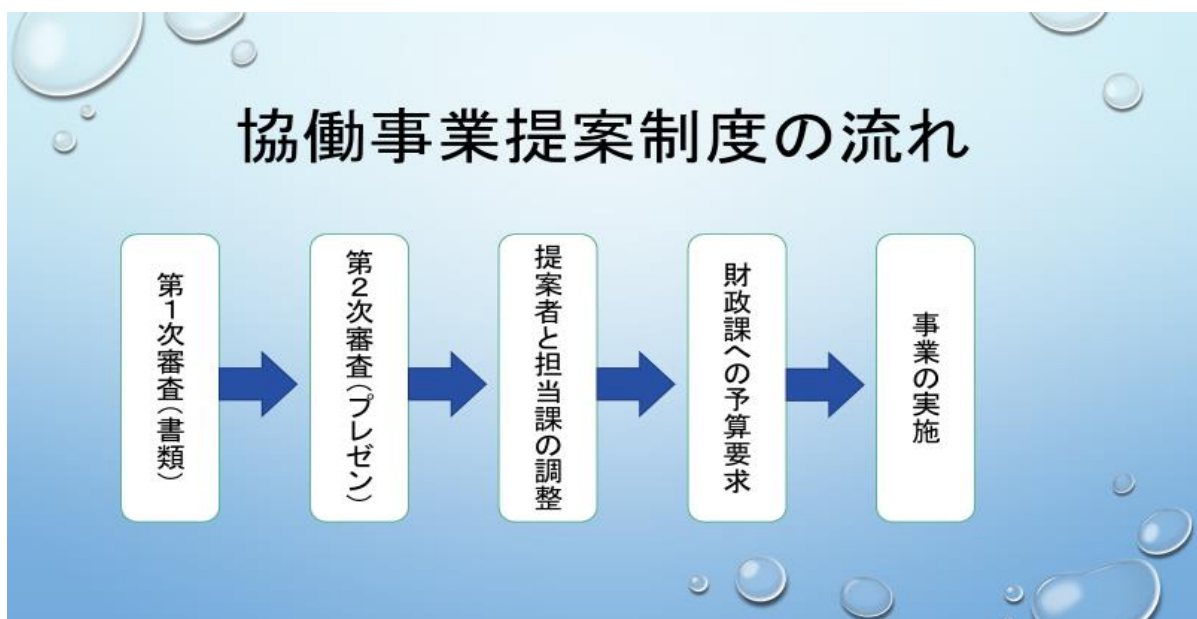 協働事業提案制度の流れ
第1次審査(書類)
第2次審査(プレゼン)
提案者と担当課の調整
財政課への予算要求
事業の実施